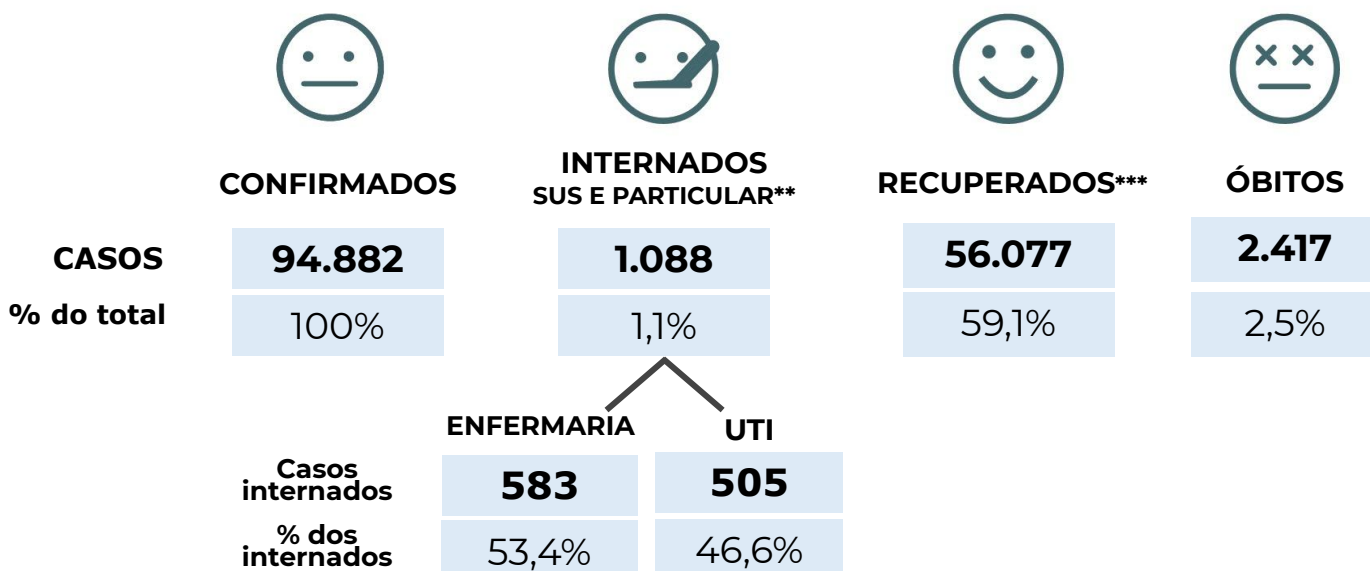 CONFIRMADOS
INTERNADOS
SUS E PARTICULAR**
RECUPERADOS***
ÓBITOS
CASOS
94.882
1.088
56.077
2.417
% do total
100%
1,1%
59,1%
2,5%
ENFERMARIA
UTI
Casos
internados
583
505
% dos
internados
53,4%
46,6%